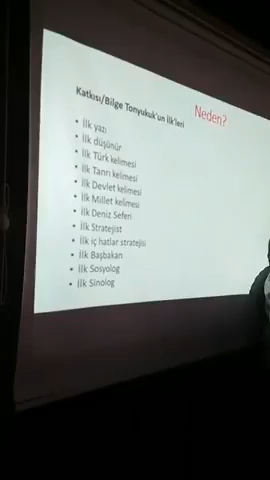 Katkısı/Bilge Tonyukuk'un İlk'leri
Neden?
• İlk yazı
• İlk düşünür
• İlk Türk kelimesi
• İlk Tanrı kelimesi
• İlk Devlet kelimesi
• İlk Millet kelimesi
• İlk Deniz Seferi
• İlk Stratejist
• İlk iç hatlar stratejisi
• İlk Başbakan
• İlk Sosyolog
• İlk Sinolog